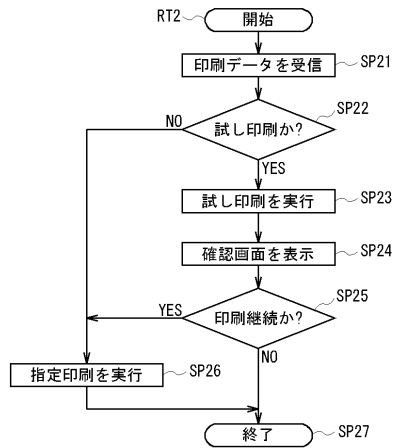 RT2
開始
印刷データを受信
SP21
試し印刷か?
SP22
NO
YES
試し印刷を実行
SP23
確認画面を表示
SP24
印刷継続か?
SP25
YES
NO
指定印刷を実行
SP26
終了
SP27